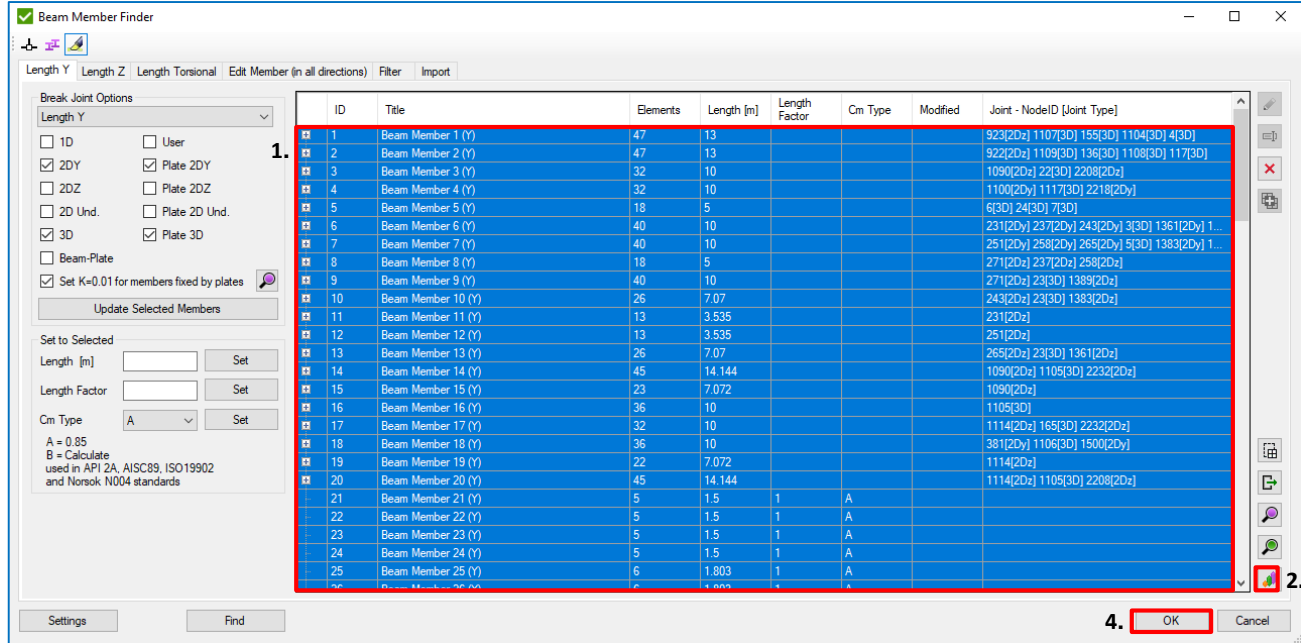 Beam Member Finder
Length Y Length Z Length Torsional Edit Member (in all directions) Filter Import
Break Joint Options
Length Y
1D User
2DY Plate 2DY
2DZ Plate 2DZ
2D Und. Plate 2D Und.
3D Plate 3D
Beam-Plate
Set K=0.01 for members fixed by plates
Update Selected Members
Set to Selected
Length [m] Set
Length Factor Set
Cm Type A Set
A = 0.85
B = Calculate
used in API 2A, AISC89, ISO19902
and Norsok N004 standards
1.
ID Title Elements Length [m] Length Factor Cm Type Modified Joint - NodeID [Joint Type]
1 Beam Member 1 (Y) 47 13 923[2Dz] 1107[3D] 155[3D] 1104[3D] 4[3D]
2 Beam Member 2 (Y) 47 13 922[2Dz] 1109[3D] 136[3D] 1108[3D] 117[3D]
3 Beam Member 3 (Y) 32 10 1090[2Dz] 22[3D] 2208[2Dz]
4 Beam Member 4 (Y) 32 10 1100[2Dy] 1117[3D] 2218[2Dy]
5 Beam Member 5 (Y) 18 5 6[3D] 24[3D] 7[3D]
6 Beam Member 6 (Y) 40 10 231[2Dy] 237[2Dy] 243[2Dy] 3[3D] 1361[2Dy] 1...
7 Beam Member 7 (Y) 40 10 251[2Dy] 258[2Dy] 265[2Dy] 5[3D] 1383[2Dy] 1...
8 Beam Member 8 (Y) 18 5 271[2Dz] 237[2Dz] 258[2Dz]
9 Beam Member 9 (Y) 40 10 271[2Dz] 23[3D] 1389[2Dz]
10 Beam Member 10 (Y) 26 7.07 243[2Dz] 23[3D] 1383[2Dz]
11 Beam Member 11 (Y) 13 3.535 231[2Dz]
12 Beam Member 12 (Y) 13 3.535 251[2Dz]
13 Beam Member 13 (Y) 26 7.07 265[2Dz] 23[3D] 1361[2Dz]
14 Beam Member 14 (Y) 45 14.144 1090[2Dz] 1105[3D] 2232[2Dz]
15 Beam Member 15 (Y) 23 7.072 1090[2Dz]
16 Beam Member 16 (Y) 36 10 1105[3D]
17 Beam Member 17 (Y) 32 10 1114[2Dz] 165[3D] 2232[2Dz]
18 Beam Member 18 (Y) 36 10 381[2Dy] 1106[3D] 1500[2Dy]
19 Beam Member 19 (Y) 22 7.072 1114[2Dz]
20 Beam Member 20 (Y) 45 14.144 1114[2Dz] 1105[3D] 2208[2Dz]
21 Beam Member 21 (Y) 5 1.5 1 A
22 Beam Member 22 (Y) 5 1.5 1 A
23 Beam Member 23 (Y) 5 1.5 1 A
24 Beam Member 24 (Y) 5 1.5 1 A
25 Beam Member 25 (Y) 6 1.803 1 A
2.
Settings Find 4. OK Cancel